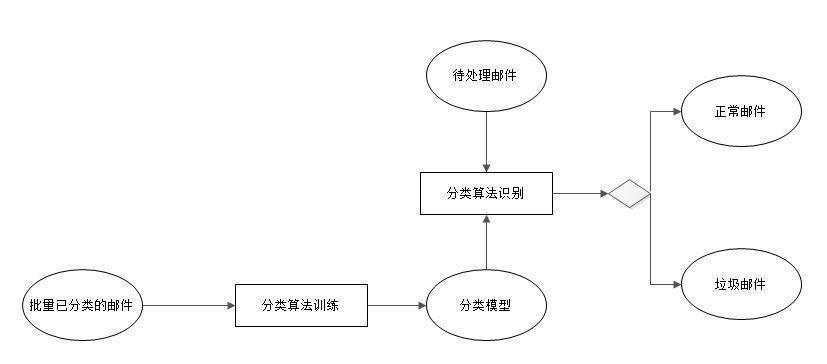 待处理邮件
正常邮件
分类算法识别
垃圾邮件
批量已分类的邮件
分类算法训练
分类模型